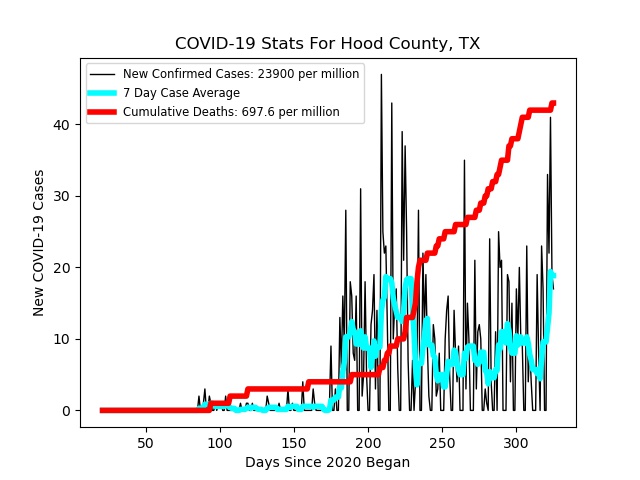 COVID-19 Stats For Hood County, TX
New Confirmed Cases: 23900 per million
7 Day Case Average
Cumulative Deaths: 697.6 per million
New COVID-19 Cases
40
30
20
10
0
50 100 150 200 250 300
Days Since 2020 Began